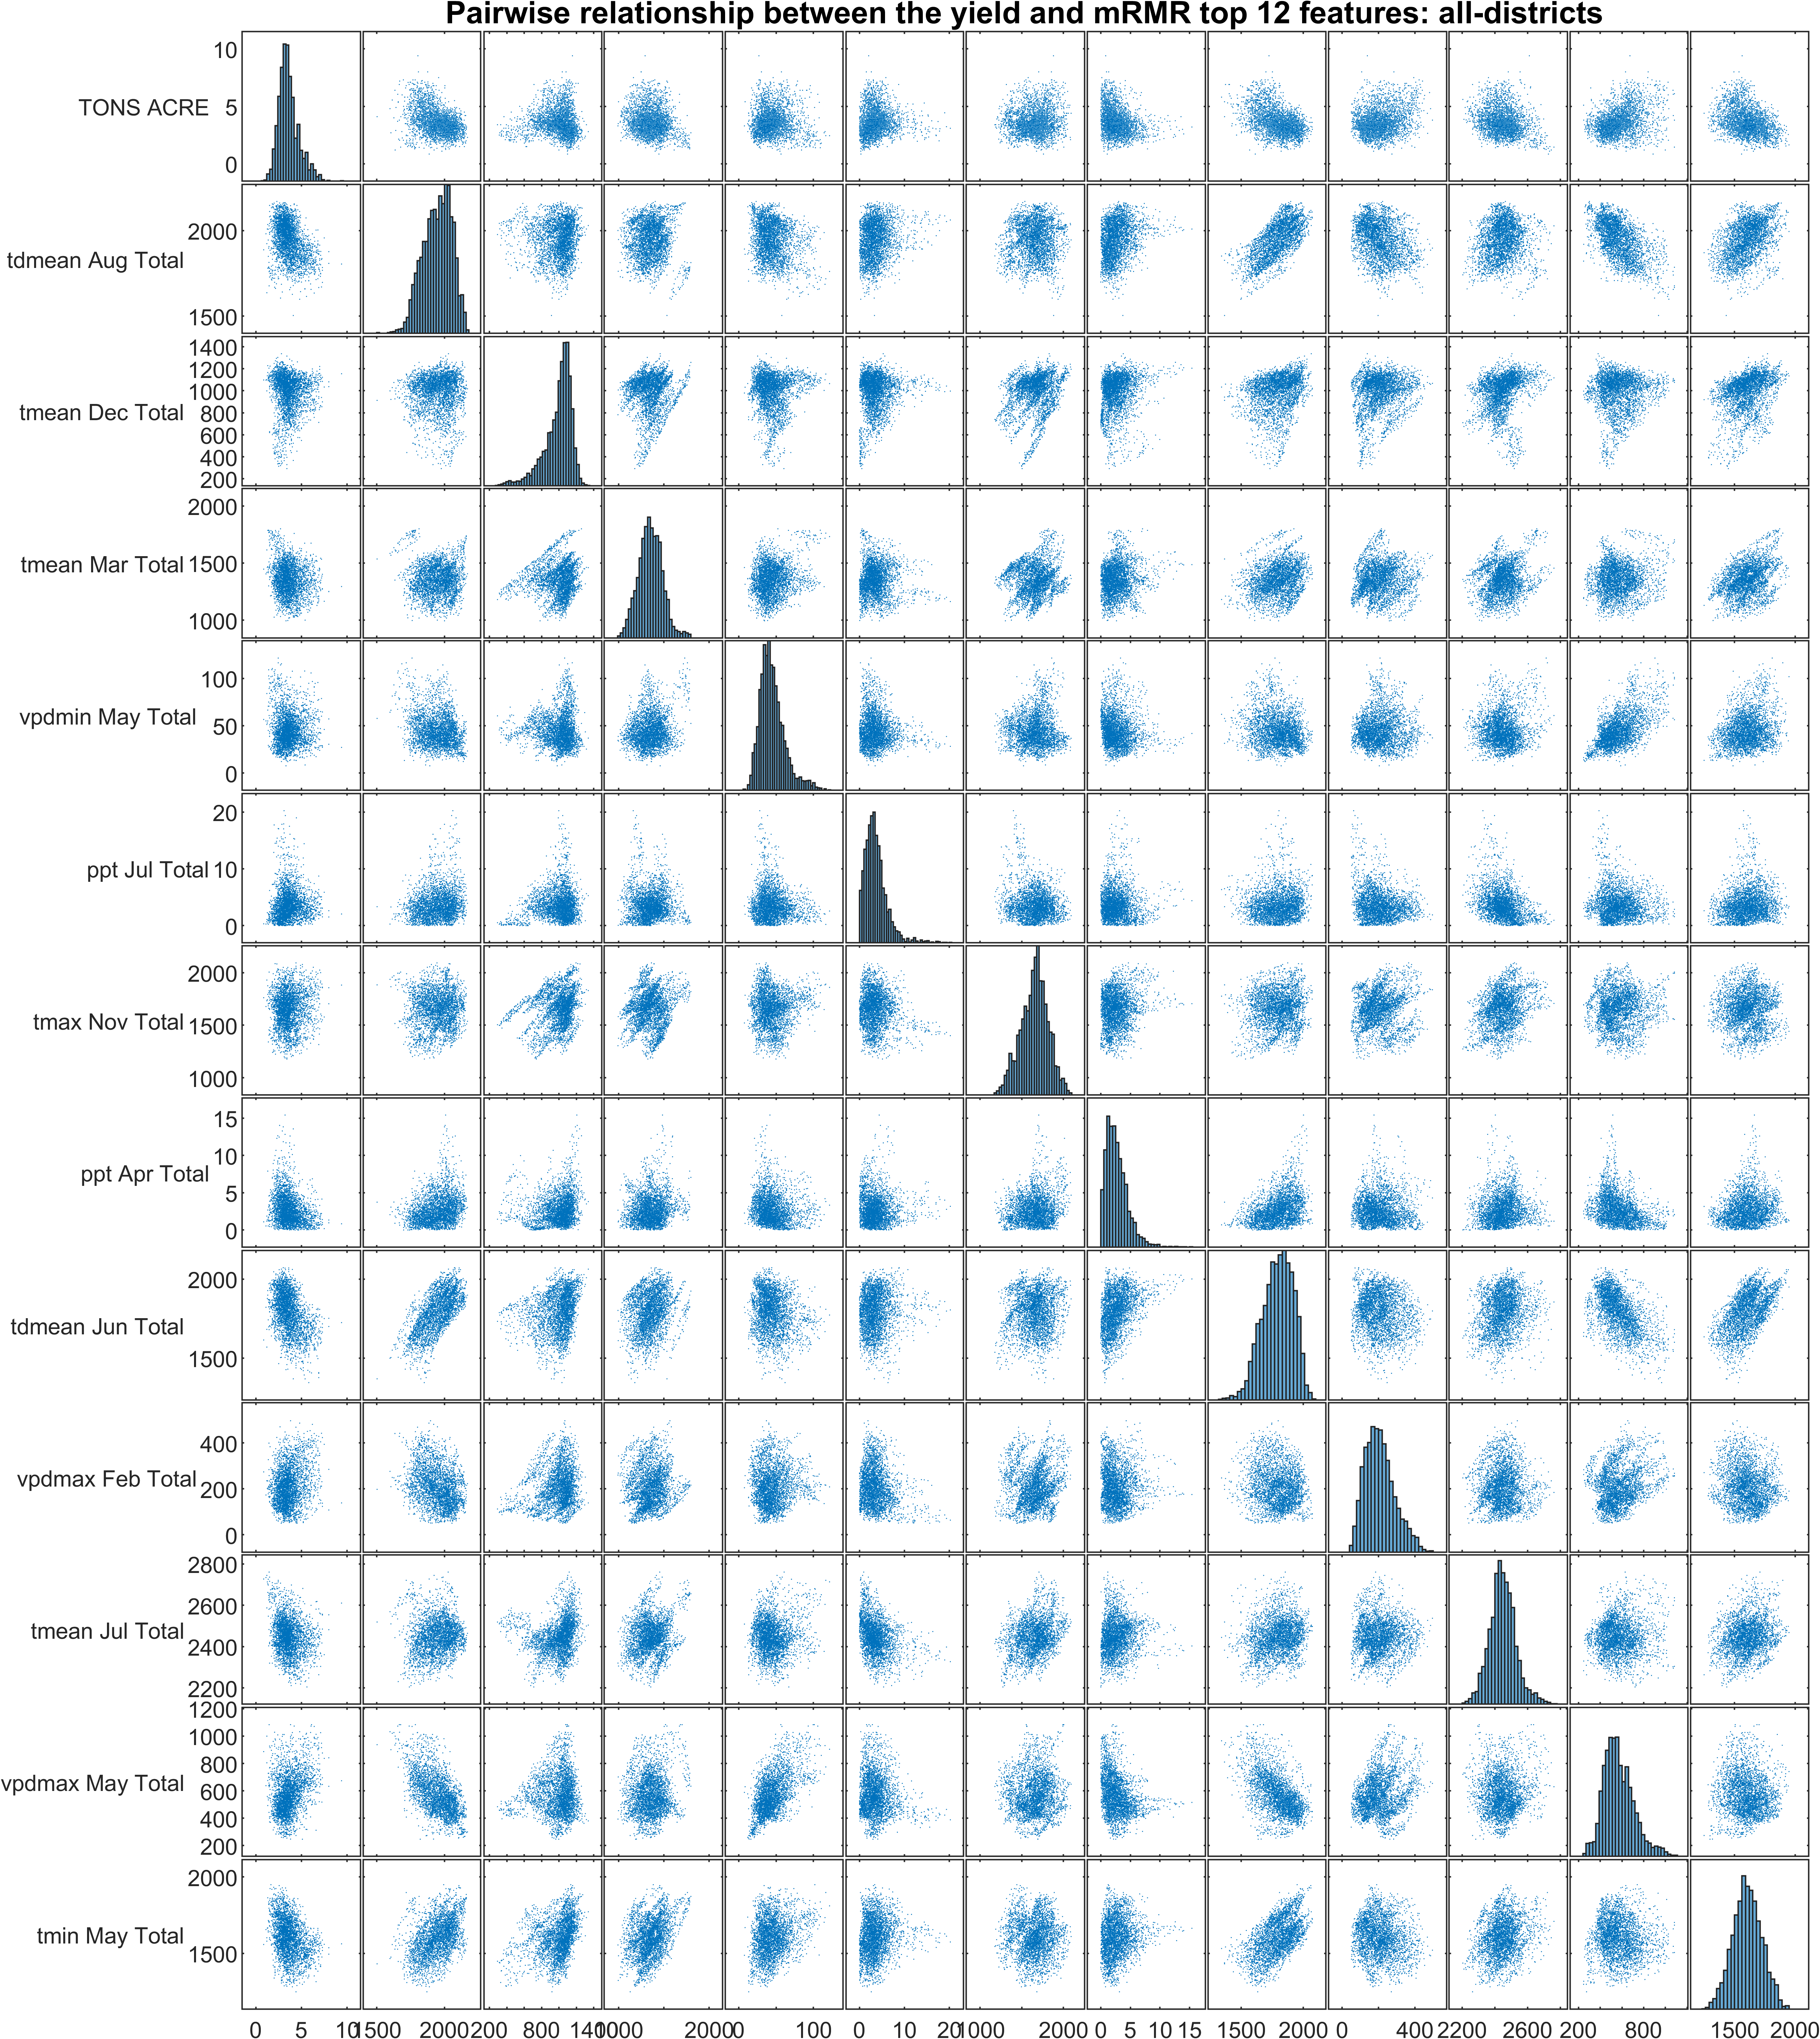 Pairwise relationship between the yield and mRMR top 12 features: all-districts
10
TONS ACRE 5
0
2000
tdmean Aug Total
1500
1400
1200
1000
tmean Dec Total 800
600
400
200
2000
tmean Mar Total 1500
1000
100
vpdmin May Total 50
0
20
ppt Jul Total 10
0
2000
tmax Nov Total 1500
1000
15
10
ppt Apr Total
5
0
2000
tdmean Jun Total
1500
400
vpdmax Feb Total 200
0
2800
2600
tmean Jul Total 2400
2200
1200
1000
vpdmax May Total 800
600
400
200
2000
tmin May Total
1500
0 5 10 1500 2000 200 800 1400 1000 2000 0 100 0 10 20 1000 2000 0 5 10 15 1500 2000 0 400 2200 2600 200 800 1500 2000